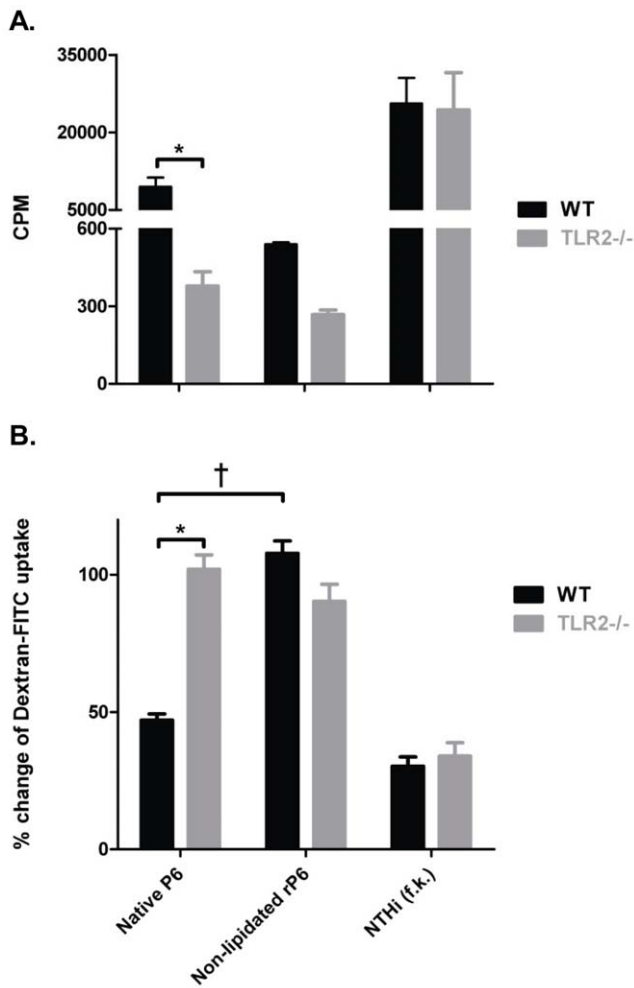 A.
35000
20000
5000
600
300
0
CPM
*
WT
TLR2-/-
B.
†
*
100
50
0
% change of Dextran-FITC uptake
WT
TLR2-/-
Native P6
Non-lipidated rP6
NTHi (f.k.)